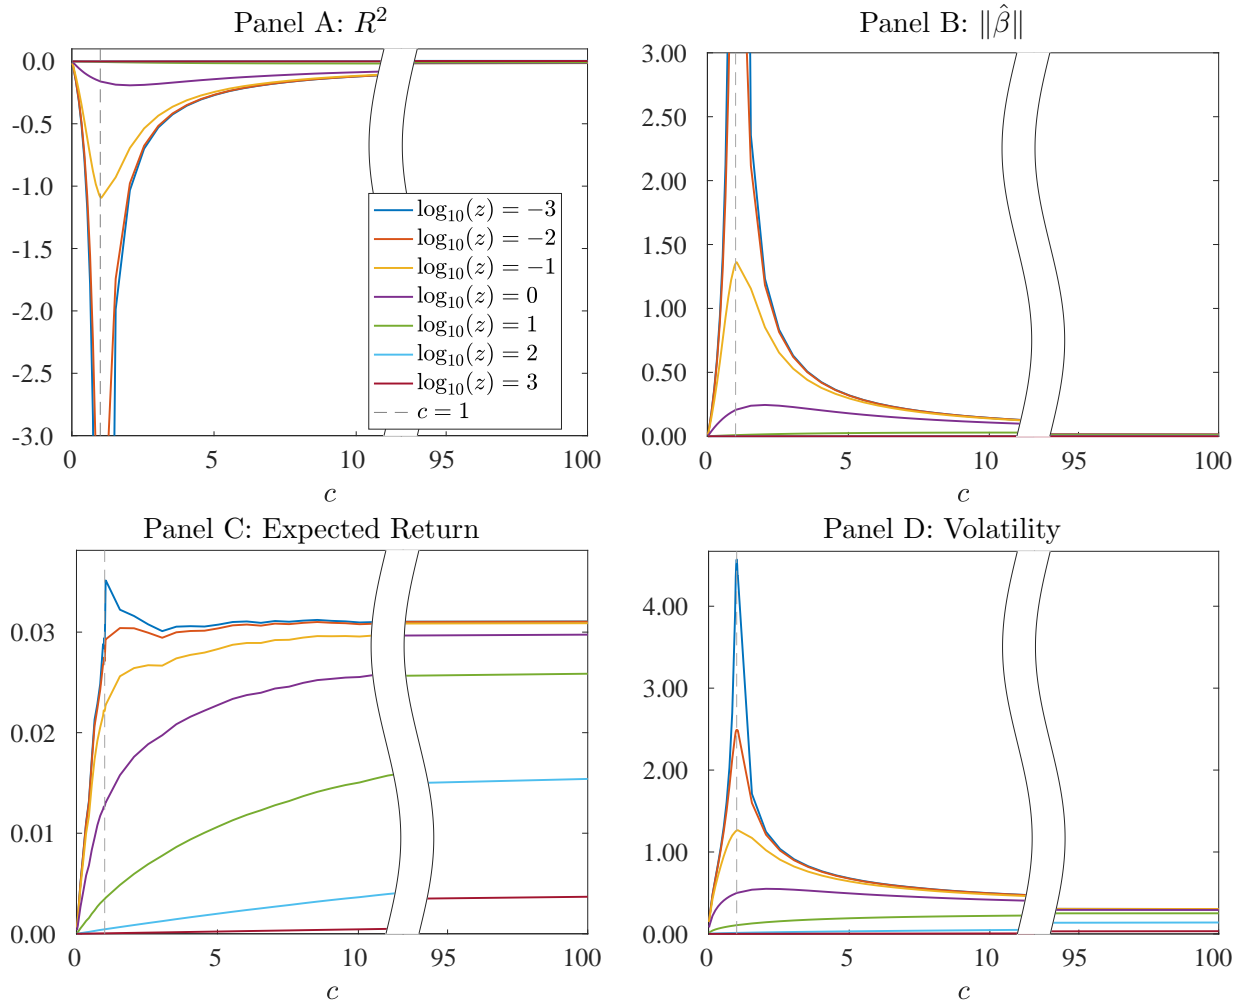 Panel A: R²
0.0
-0.5
-1.0
-1.5
-2.0
-2.5
-3.0
0 5 10 95 100
c
log₁₀(z) = −3
log₁₀(z) = −2
log₁₀(z) = −1
log₁₀(z) = 0
log₁₀(z) = 1
log₁₀(z) = 2
log₁₀(z) = 3
c = 1
Panel B: ‖β̂‖
3.00
2.50
2.00
1.50
1.00
0.50
0.00
0 5 10 95 100
c
Panel C: Expected Return
0.03
0.02
0.01
0.00
0 5 10 95 100
c
Panel D: Volatility
4.00
3.00
2.00
1.00
0.00
0 5 10 95 100
c